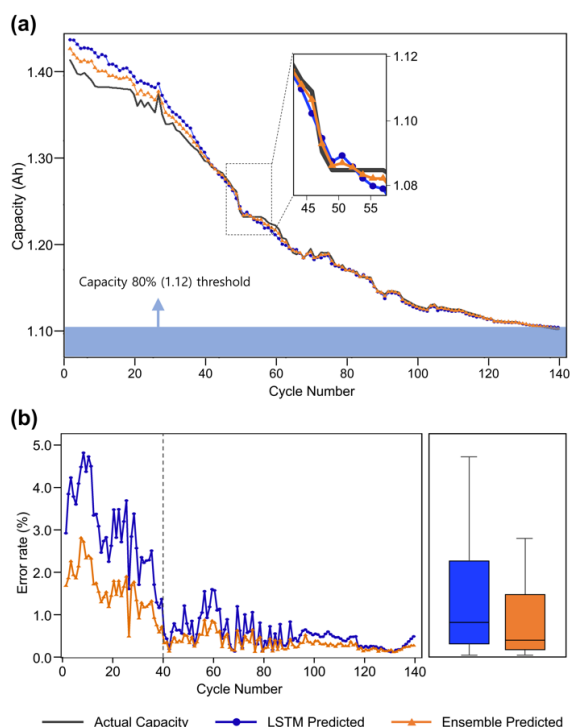 (a)
1.40
1.30
1.20
1.10
Capacity (Ah)
1.12
1.10
1.08
45 50 55
Capacity 80% (1.12) threshold
0 20 40 60 80 100 120 140
Cycle Number
(b)
5.0
4.0
3.0
2.0
1.0
0.0
Error rate (%)
0 20 40 60 80 100 120 140
Cycle Number
Actual Capacity LSTM Predicted Ensemble Predicted